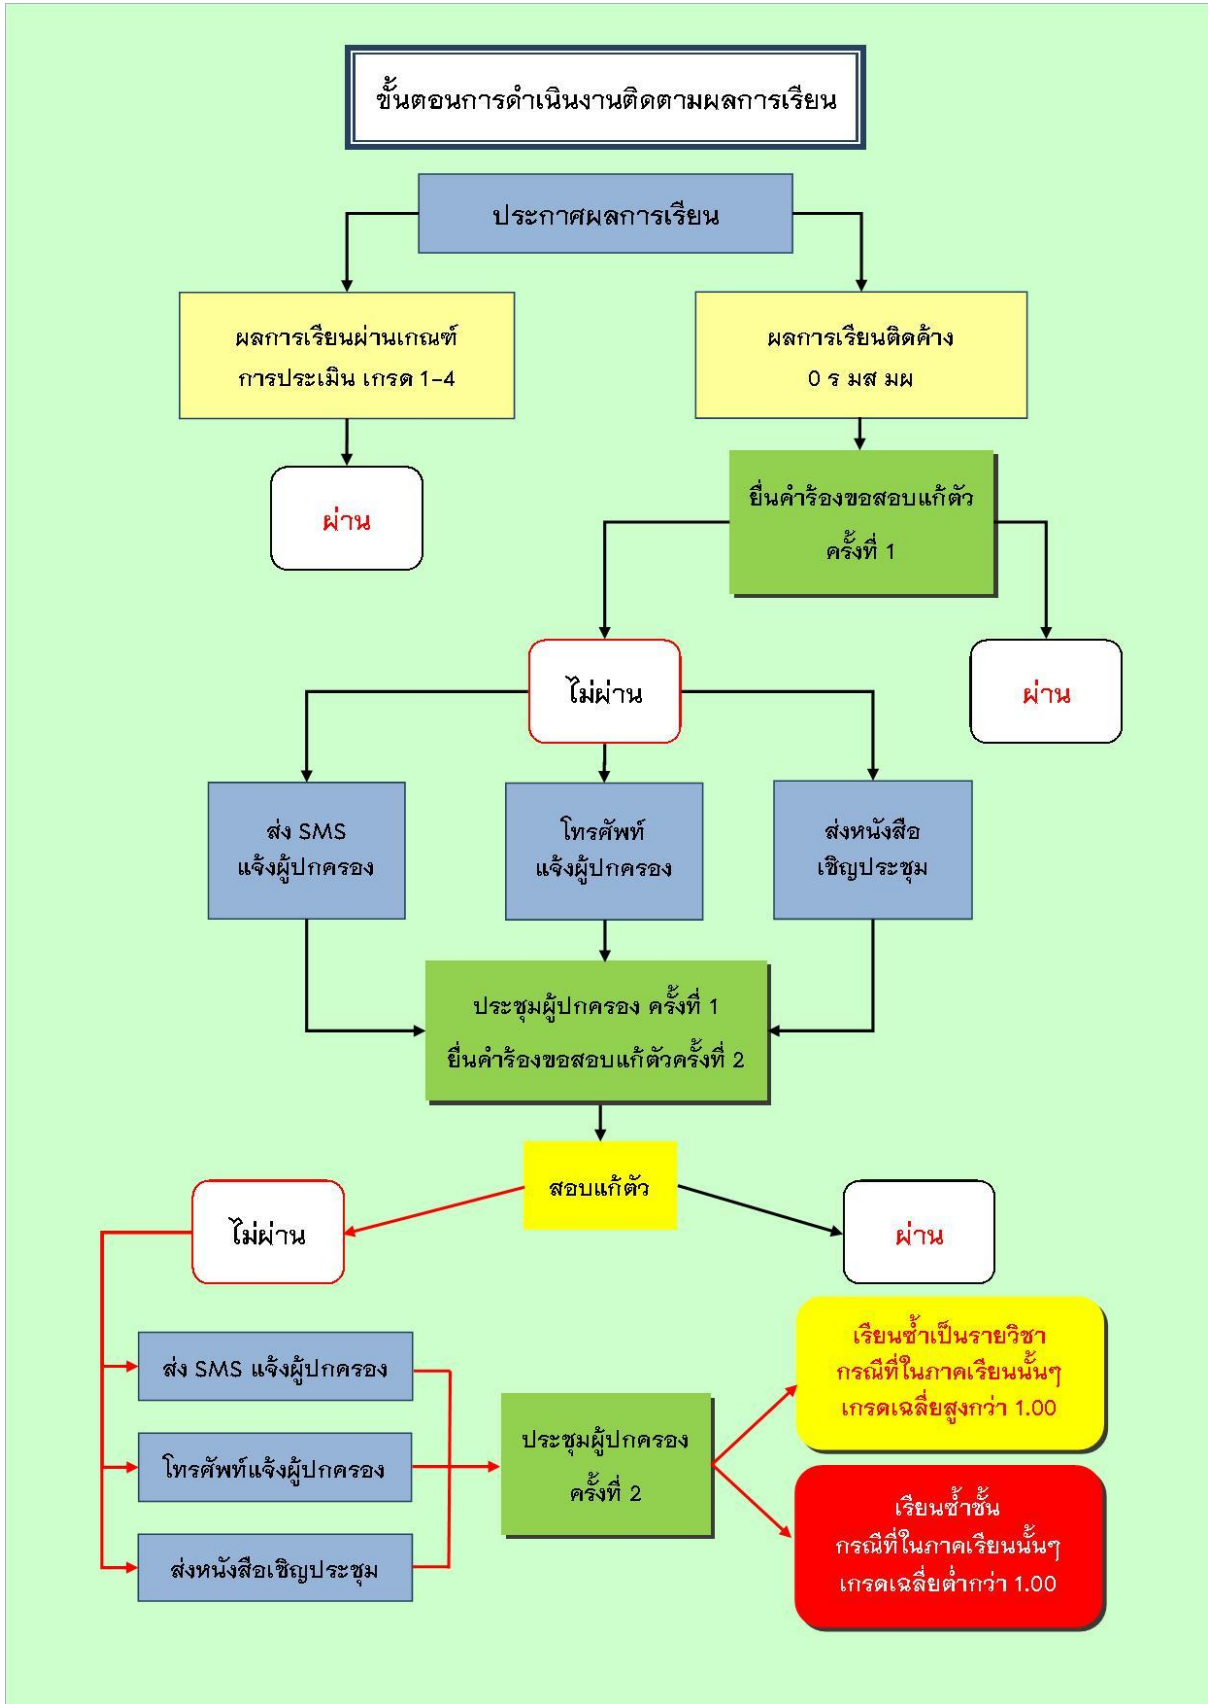 ขั้นตอนการดำเนินงานติดตามผลการเรียน
ประกาศผลการเรียน
ผลการเรียนผ่านเกณฑ์
การประเมิน เกรด 1-4
ผลการเรียนติดค้าง
0 ร มส มผ
ผ่าน
ยื่นคำร้องขอสอบแก้ตัว
ครั้งที่ 1
ไม่ผ่าน
ผ่าน
ส่ง SMS
แจ้งผู้ปกครอง
โทรศัพท์
แจ้งผู้ปกครอง
ส่งหนังสือ
เชิญประชุม
ประชุมผู้ปกครอง ครั้งที่ 1
ยื่นคำร้องขอสอบแก้ตัวครั้งที่ 2
สอบแก้ตัว
ไม่ผ่าน
ผ่าน
ส่ง SMS แจ้งผู้ปกครอง
โทรศัพท์แจ้งผู้ปกครอง
ส่งหนังสือเชิญประชุม
ประชุมผู้ปกครอง
ครั้งที่ 2
เรียนซ้ำเป็นรายวิชา
กรณีที่ในภาคเรียนนั้นๆ
เกรดเฉลี่ยสูงกว่า 1.00
เรียนซ้ำชั้น
กรณีที่ในภาคเรียนนั้นๆ
เกรดเฉลี่ยต่ำกว่า 1.00